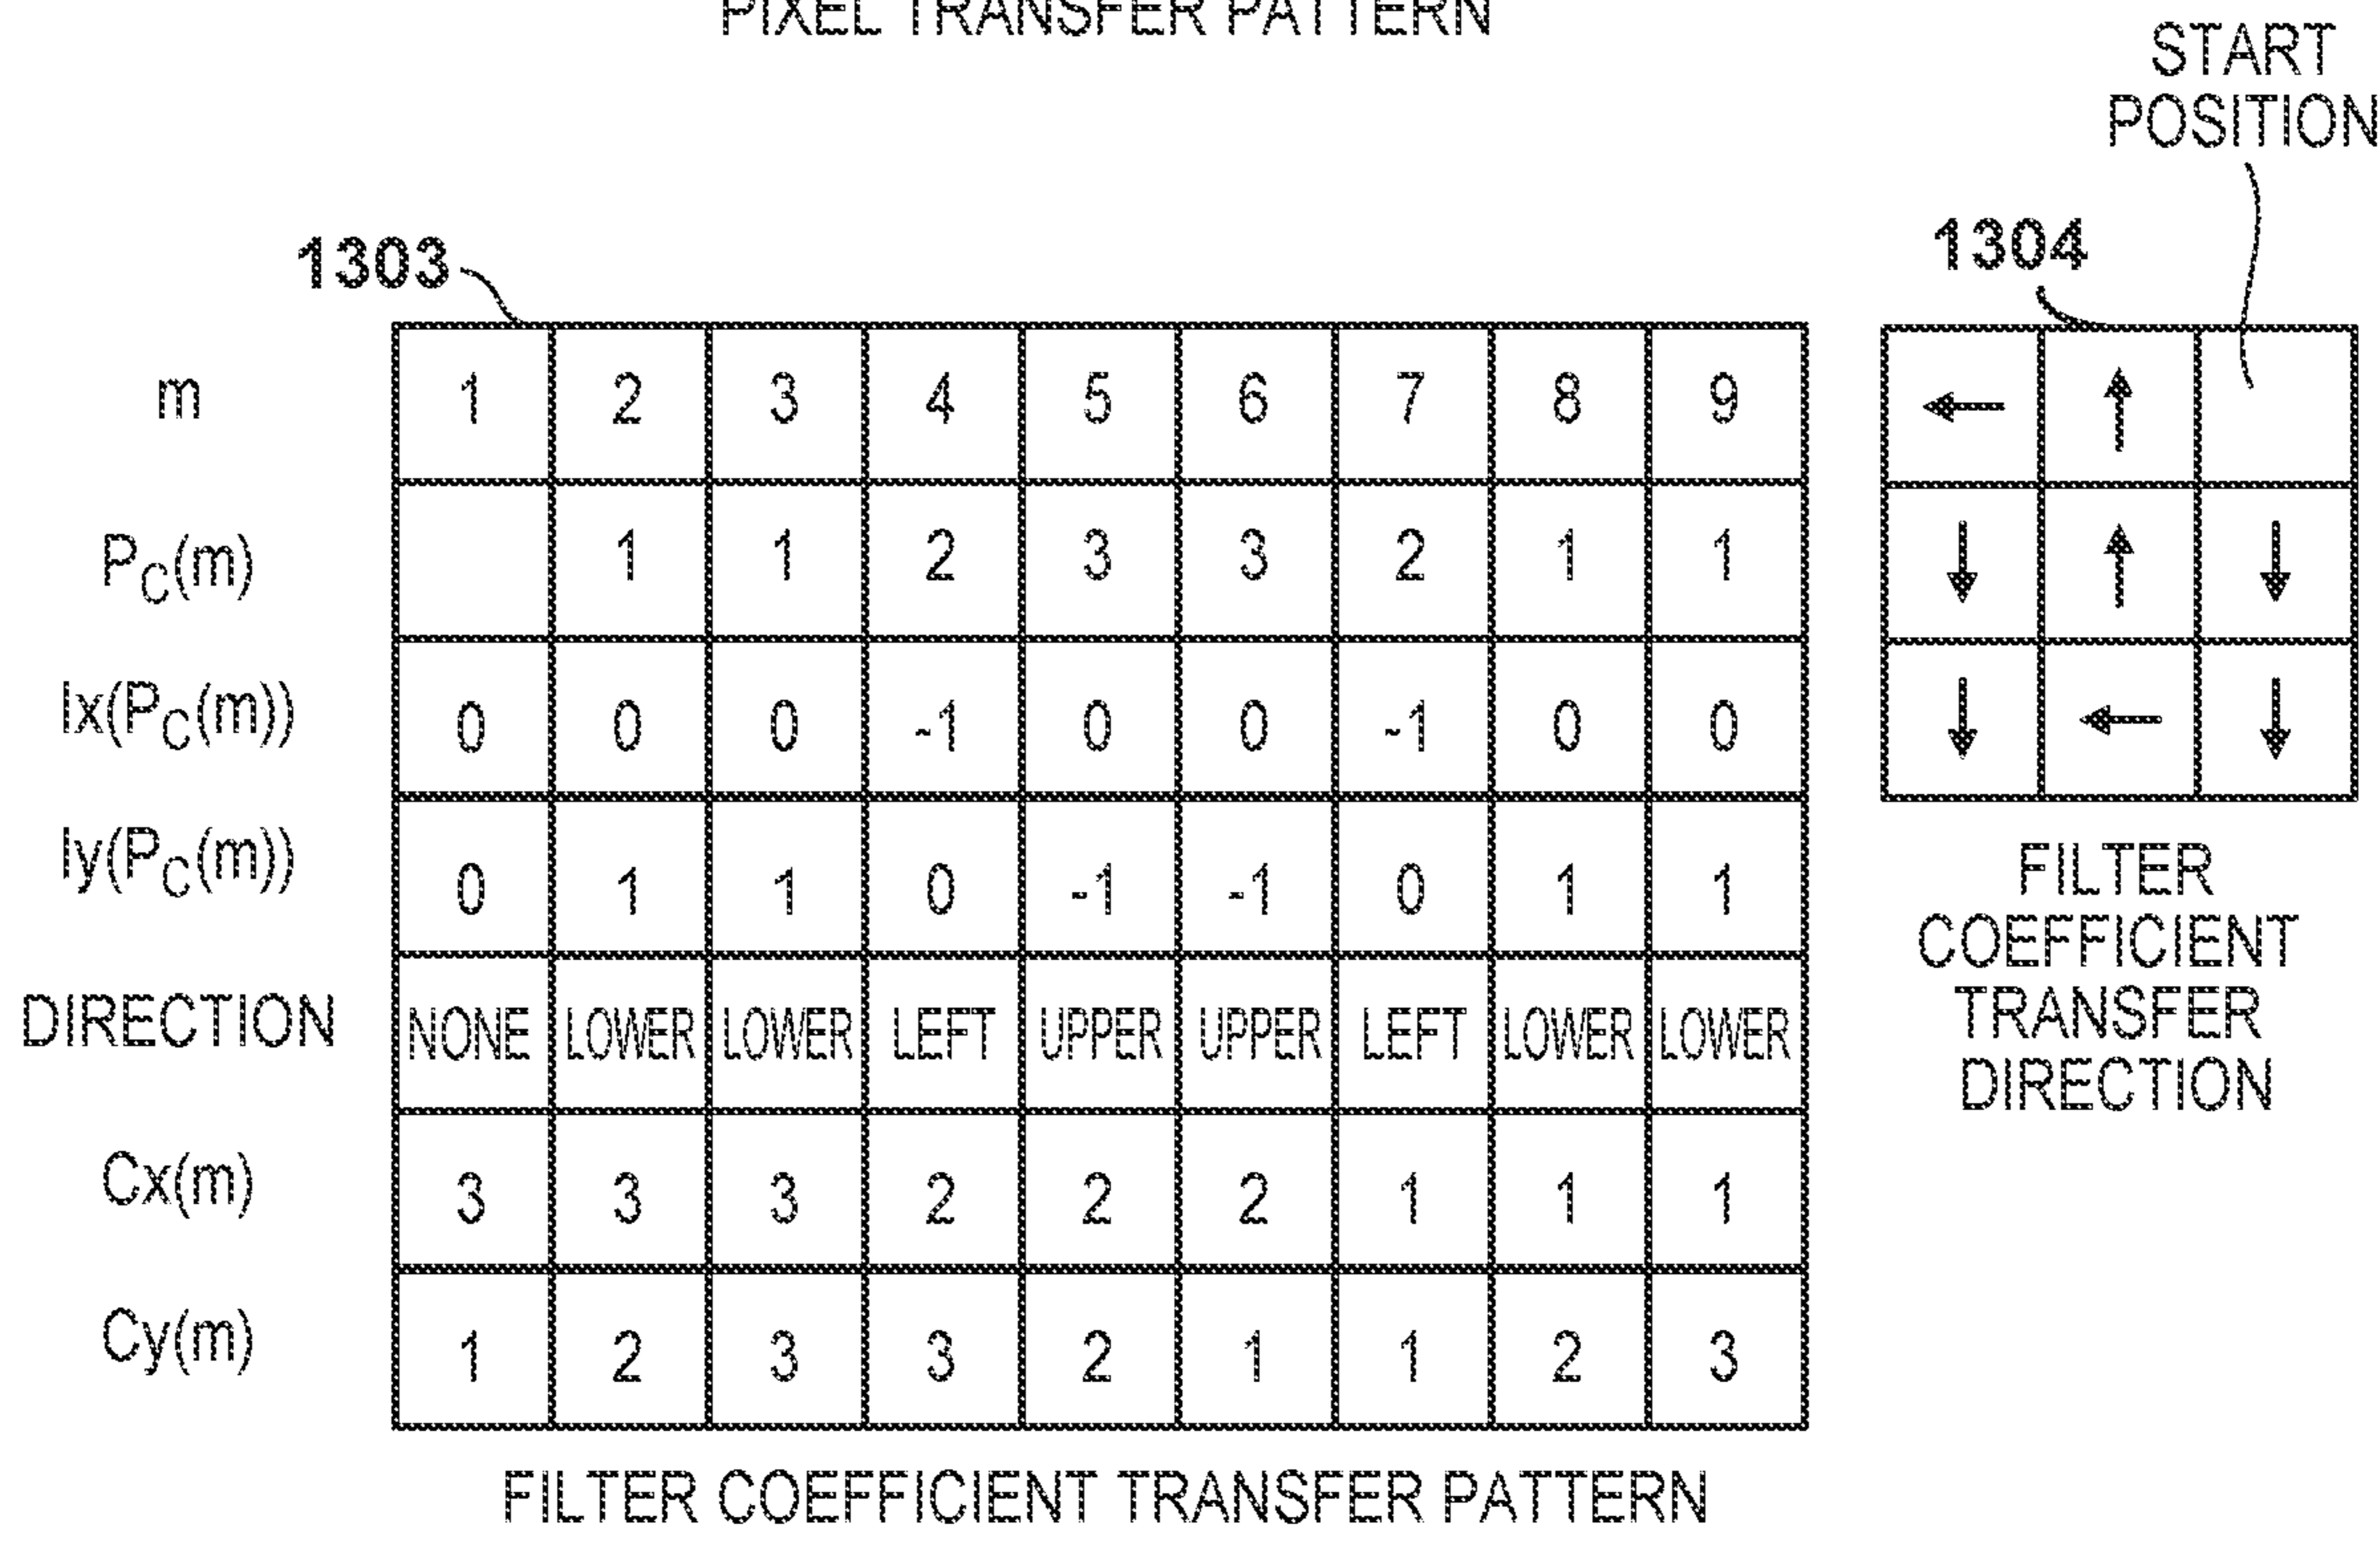 PIXEL TRANSFER PATTERN
START
POSITION
1303
1304
m 1 2 3 4 5 6 7 8 9
PC(m) 1 1 2 3 3 2 1 1
Ix(PC(m)) 0 0 0 -1 0 0 -1 0 0
Iy(PC(m)) 0 1 1 0 -1 -1 0 1 1
DIRECTION NONE LOWER LOWER LEFT UPPER UPPER LEFT LOWER LOWER
Cx(m) 3 3 3 2 2 2 1 1 1
Cy(m) 1 2 3 3 2 1 1 2 3
FILTER COEFFICIENT TRANSFER PATTERN
FILTER
COEFFICIENT
TRANSFER
DIRECTION